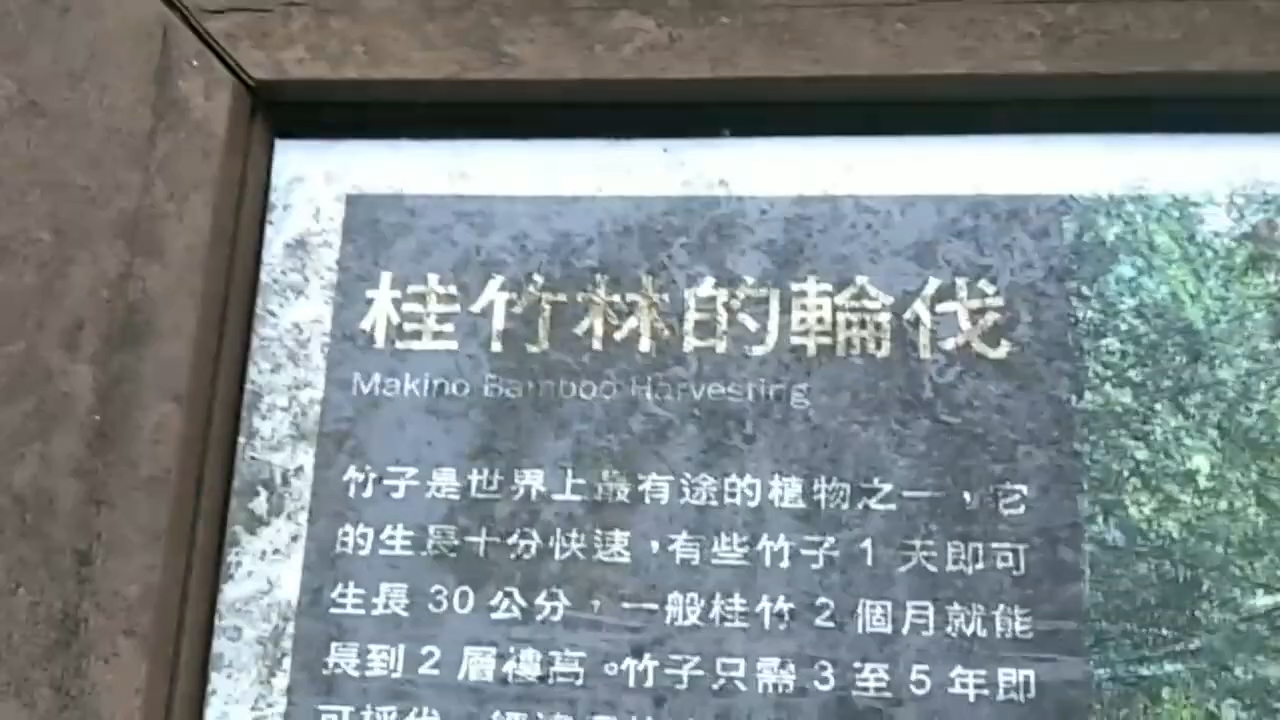 桂竹林的輪伐
Makino Bamboo Harvesting
竹子是世界上最有途的植物之一，它
的生長十分快速，有些竹子 1 天即可
生長 30 公分，一般桂竹 2 個月就能
長到 2 層樓高。竹子只需 3 至 5 年即